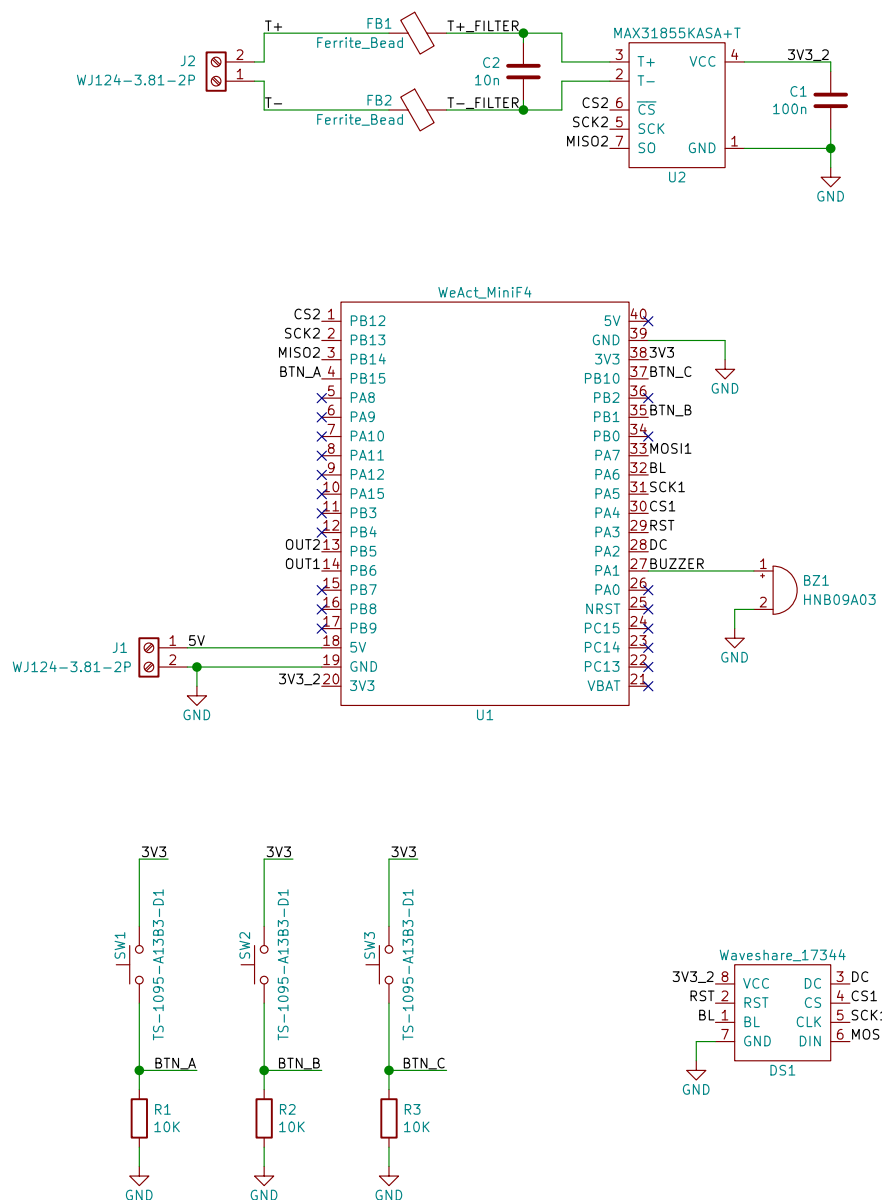 T+
FB1
Ferrite_Bead
T+_FILTER
MAX31855KASA+T
J2
WJ124-3.81-2P
2
1
C2
10n
3 T+
2 T-
CS2 6 CS
SCK2 5 SCK
MISO2 7 SO
VCC 4 3V3_2
GND 1
C1
100n
T-
FB2
Ferrite_Bead
T-_FILTER
U2
GND
WeAct_MiniF4
CS2 1 PB12
SCK2 2 PB13
MISO2 3 PB14
BTN_A 4 PB15
5 PA8
6 PA9
7 PA10
8 PA11
9 PA12
10 PA15
11 PB3
12 PB4
OUT2 13 PB5
OUT1 14 PB6
15 PB7
16 PB8
17 PB9
18 5V
19 GND
3V3_2 20 3V3
5V 40
GND 39
3V3 38 3V3
PB10 37 BTN_C
PB2 36
PB1 35 BTN_B
PB0 34
PA7 33 MOSI1
PA6 32 BL
PA5 31 SCK1
PA4 30 CS1
PA3 29 RST
PA2 28 DC
PA1 27 BUZZER
PA0 26
NRST 25
PC15 24
PC14 23
PC13 22
VBAT 21
GND
1
+
2
BZ1
HNB09A03
GND
J1
WJ124-3.81-2P
1 5V
2
GND
U1
3V3
SW1
TS-1095-A13B3-D1
BTN_A
R1
10K
GND
3V3
SW2
TS-1095-A13B3-D1
BTN_B
R2
10K
GND
3V3
SW3
TS-1095-A13B3-D1
BTN_C
R3
10K
GND
Waveshare_17344
3V3_2 8 VCC
RST 2 RST
BL 1 BL
7 GND
DC 3 DC
CS 4 CS1
CLK 5 SCK1
DIN 6 MOS
DS1
GND